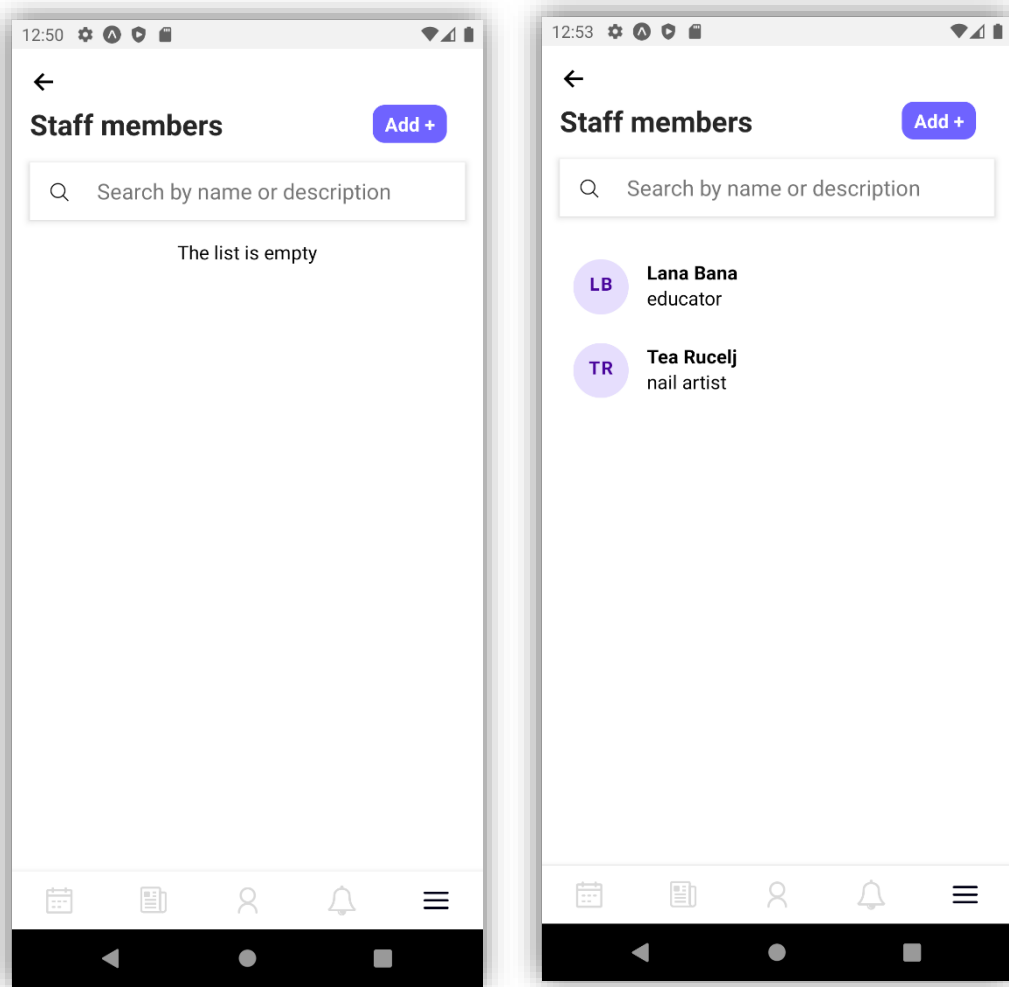 12:50
Staff members
Add +
Search by name or description
The list is empty
12:53
Staff members
Add +
Search by name or description
LB
Lana Bana
educator
TR
Tea Rucelj
nail artist